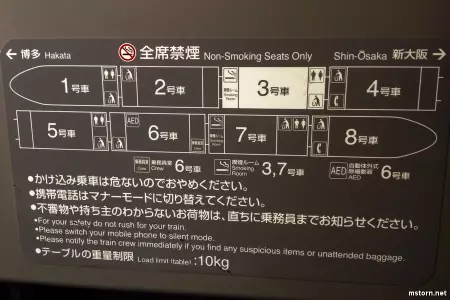 ← 博多 Hakata 全席禁煙 Non-Smoking Seats Only Shin-Ōsaka 新大阪 →
1号車 2号車 喫煙ルーム Smoking Room 3号車 4号車
5号車 AED 6号車 7号車 8号車
乗務員室 Crew 6号車 喫煙ルーム Smoking Room 3,7号車 AED 自動体外式除細動器 AED 6号車
●かけ込み乗車は危ないのでおやめください。
●携帯電話はマナーモードに切り替えてください。
●不審物や持ち主のわからないお荷物は、直ちに乗務員までお知らせください。
●For your safety do not rush for your train.
●Please switch your mobile phone to silent mode.
●Please notify the train crew immediately if you find any suspicious items or unattended baggage.
●テーブルの重量制限 Load limit (table) :10kg
mstorn.net